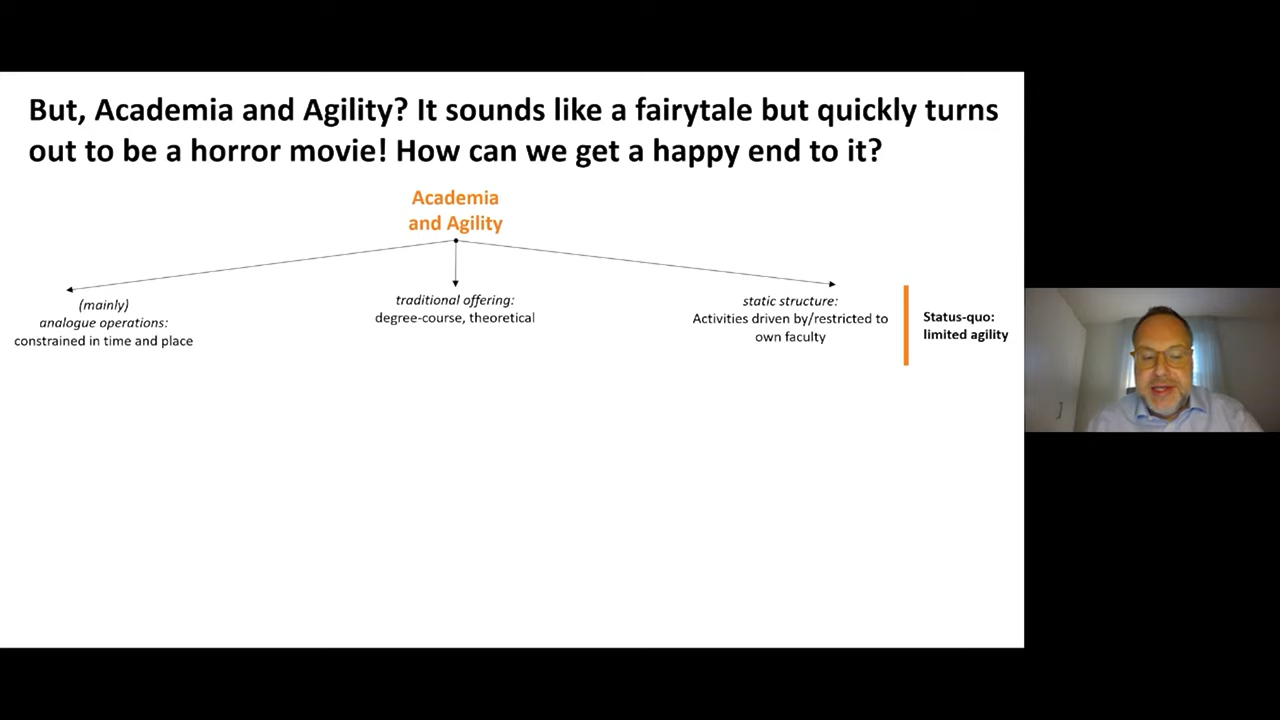 But, Academia and Agility? It sounds like a fairytale but quickly turns
out to be a horror movie! How can we get a happy end to it?
Academia
and Agility
(mainly)
analogue operations:
constrained in time and place
traditional offering:
degree-course, theoretical
static structure:
Activities driven by/restricted to
own faculty
Status-quo:
limited agility